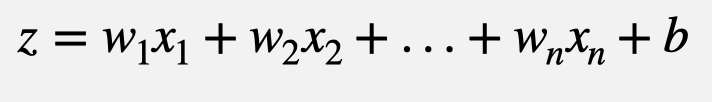 z = w₁x₁ + w₂x₂ + . . . + wₙxₙ + b